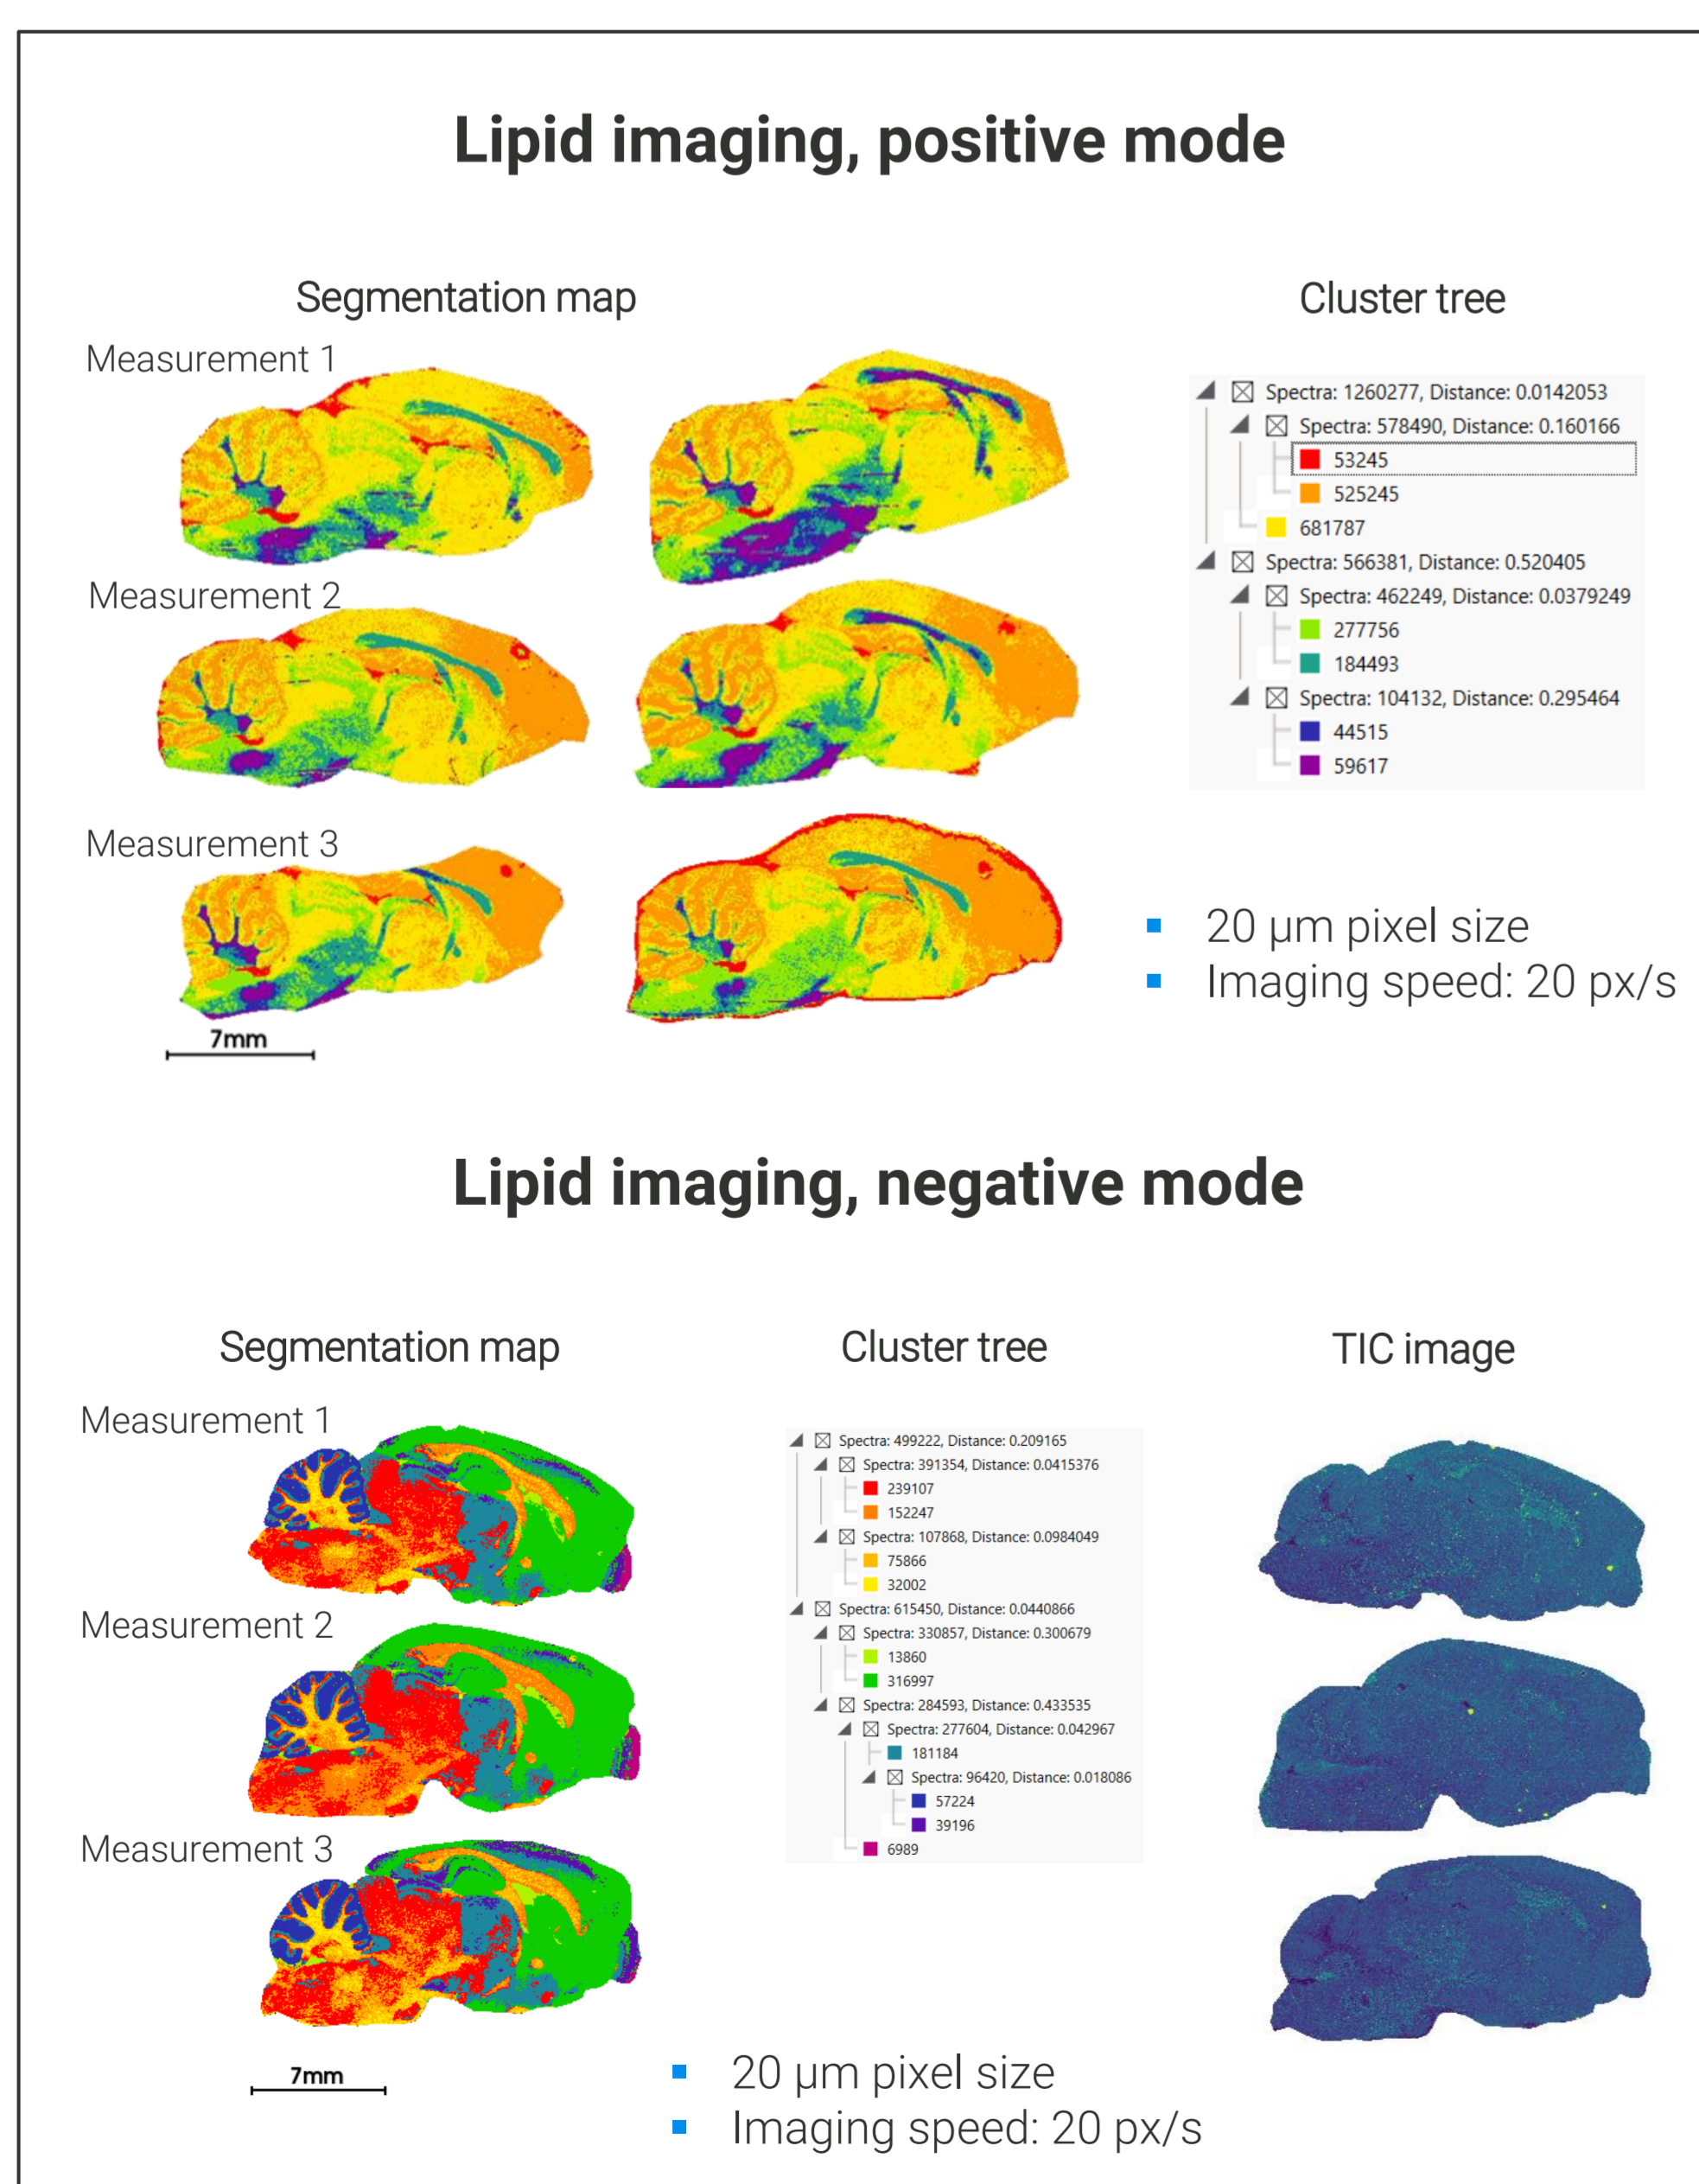 Lipid imaging, positive mode
Segmentation map
Cluster tree
Measurement 1
Measurement 2
Measurement 3
7mm
Spectra: 1260277, Distance: 0.0142053
Spectra: 578490, Distance: 0.160166
53245
525245
681787
Spectra: 566381, Distance: 0.520405
Spectra: 462249, Distance: 0.0379249
277756
184493
Spectra: 104132, Distance: 0.295464
44515
59617
20 µm pixel size
Imaging speed: 20 px/s
Lipid imaging, negative mode
Segmentation map
Cluster tree
TIC image
Measurement 1
Measurement 2
Measurement 3
7mm
Spectra: 499222, Distance: 0.209165
Spectra: 391354, Distance: 0.0415376
239107
152247
Spectra: 107868, Distance: 0.0984049
75866
32002
Spectra: 615450, Distance: 0.0440866
Spectra: 330857, Distance: 0.300679
13860
316997
Spectra: 284593, Distance: 0.433535
Spectra: 277604, Distance: 0.042967
181184
Spectra: 96420, Distance: 0.018086
57224
39196
6989
20 µm pixel size
Imaging speed: 20 px/s